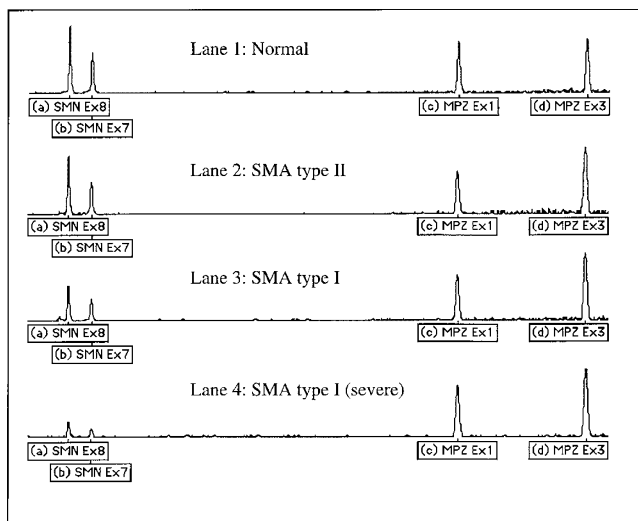 Lane 1: Normal
(a) SMN Ex8 (c) MPZ Ex1 (d) MPZ Ex3
(b) SMN Ex7
Lane 2: SMA type II
(a) SMN Ex8 (c) MPZ Ex1 (d) MPZ Ex3
(b) SMN Ex7
Lane 3: SMA type I
(a) SMN Ex8 (c) MPZ Ex1 (d) MPZ Ex3
(b) SMN Ex7
Lane 4: SMA type I (severe)
(a) SMN Ex8 (c) MPZ Ex1 (d) MPZ Ex3
(b) SMN Ex7